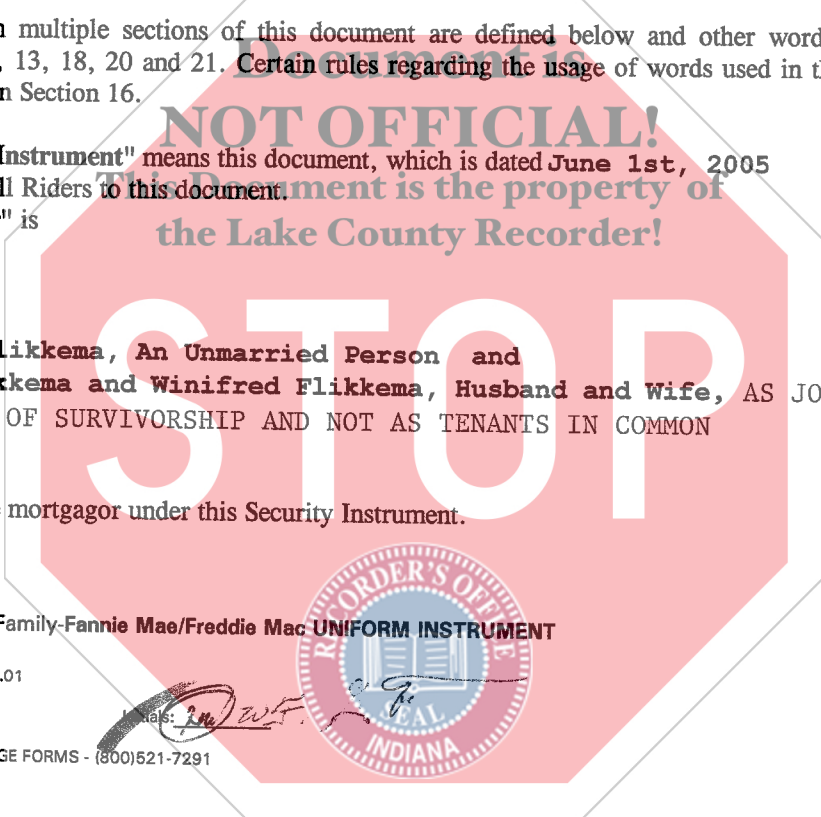 multiple sections of this document are defined below and other word
, 13, 18, 20 and 21. Certain rules regarding the usage of words used in t
n Section 16.
Document is
NOT OFFICIAL!
Instrument" means this document, which is dated June 1st, 2005
ll Riders to this document.
This Document is the property of
" is
the Lake County Recorder!
STOP
likkema, An Unmarried Person and
kema and Winifred Flikkema, Husband and Wife, AS JO
OF SURVIVORSHIP AND NOT AS TENANTS IN COMMON
mortgagor under this Security Instrument.
RECORDER'S OFFICE
Family-Fannie Mae/Freddie Mac UNIFORM INSTRUMENT
.01
Initials:
SEAL
INDIANA
GE FORMS - (800)521-7291